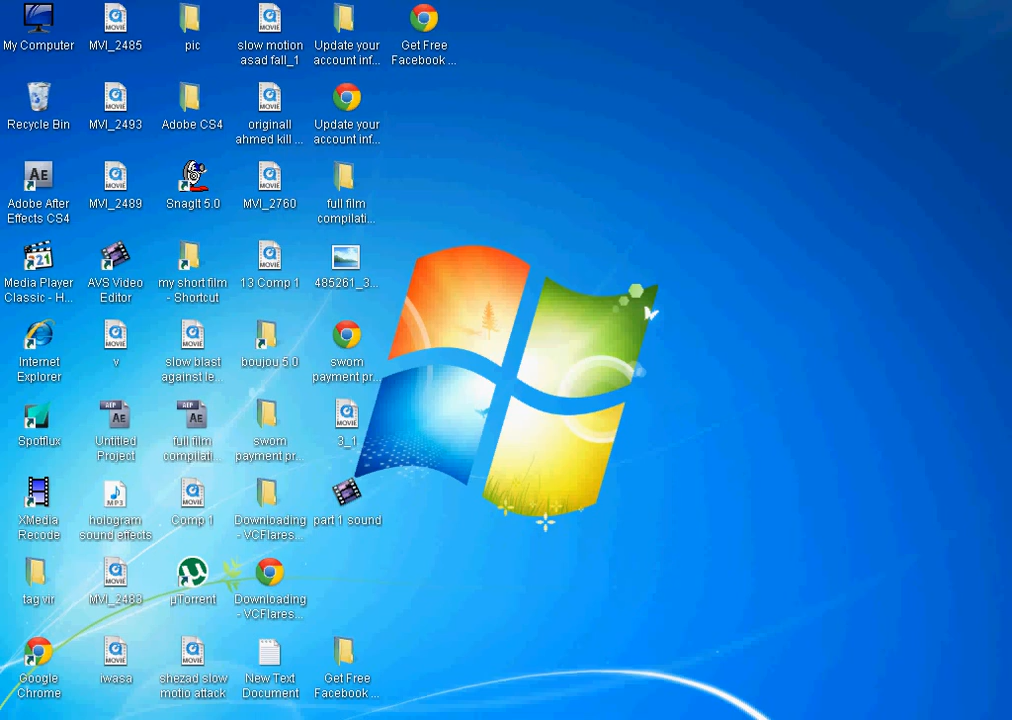 My Computer
MVI_2485
pic
slow motion
asad fall_1
Update your
account inf...
Get Free
Facebook ...
Recycle Bin
MVI_2493
Adobe CS4
originall
ahmed kill ...
Update your
account inf...
Adobe After
Effects CS4
MVI_2489
SnagIt 5.0
MVI_2760
full film
compilati...
Media Player
Classic - H...
AVS Video
Editor
my short film
- Shortcut
13 Comp 1
485261_3...
Internet
Explorer
v
slow blast
against le...
boujou 5.0
swom
payment pr...
Spotflux
Untitled
Project
full film
compilati...
swom
payment pr...
3_1
XMedia
Recode
hologram
sound effects
Comp 1
Downloading
- VCFlares...
part 1 sound
tag vir
MVI_2483
µTorrent
Downloading
- VCFlares...
Google
Chrome
iwasa
shezad slow
motio attack
New Text
Document
Get Free
Facebook ...